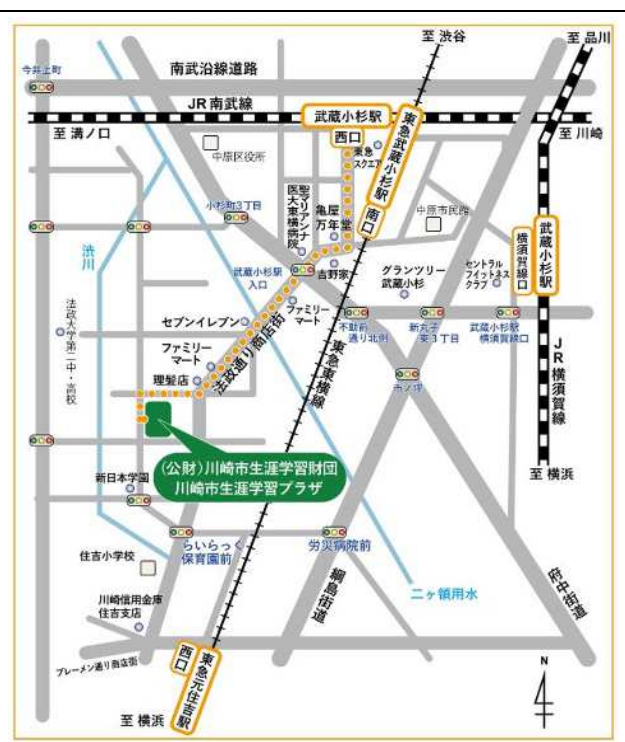 至 渋谷
至 品川
今井上町
南武沿線道路
JR 南武線
武蔵小杉駅
西口
至 溝ノ口
至 川崎
東急武蔵小杉駅
南口
東急
スクエア
中原区役所
小杉町3丁目
聖マリアンナ
医大東横病院
亀屋
万年堂
中原市民館
武蔵小杉駅
横須賀線口
渋川
武蔵小杉駅
入口
吉野家
グランツリー
武蔵小杉
セントラル
フィットネス
クラブ
ファミリー
マート
セブンイレブン
法政通り商店街
不動前
通り北側
新丸子
東3丁目
武蔵小杉駅
横須賀線口
法政大学第二中・高校
ファミリー
マート
理髪店
東急東横線
市ノ坪
JR横須賀線
(公財)川崎市生涯学習財団
川崎市生涯学習プラザ
至 横浜
新日本学園
らいらっく
保育園前
労災病院前
住吉小学校
川崎信用金庫
住吉支店
二ヶ領用水
綱島街道
府中街道
ブレーメン通り商店街
西口
東急元住吉駅
至 横浜
N